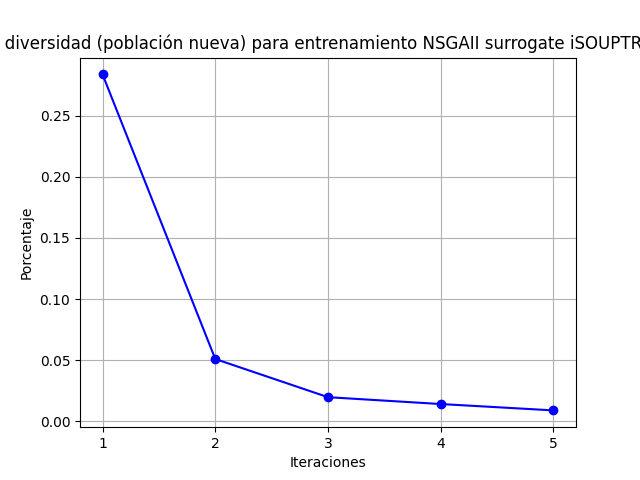 diversidad (población nueva) para entrenamiento NSGAII surrogate iSOUPTR
0.25
0.20
0.15
0.10
0.05
0.00
Porcentaje
1 2 3 4 5
Iteraciones